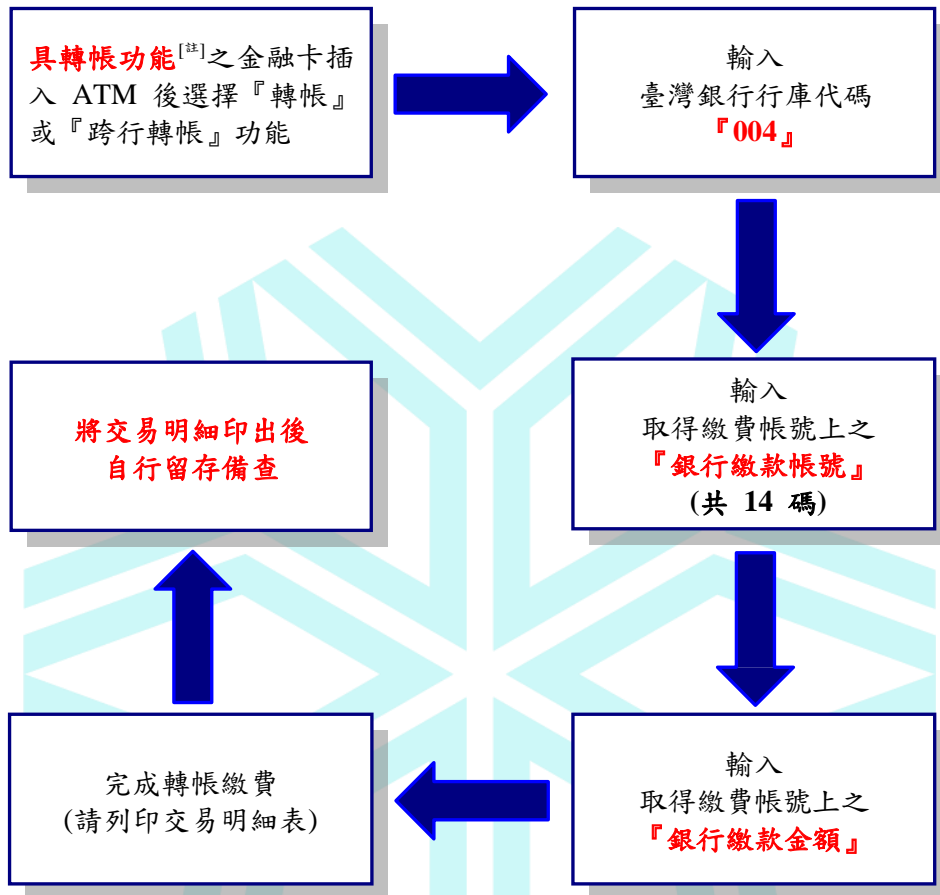 具轉帳功能[註]之金融卡插
入 ATM 後選擇『轉帳』
或『跨行轉帳』功能
輸入
臺灣銀行行庫代碼
『004』
輸入
取得繳費帳號上之
『銀行繳款帳號』
(共 14 碼)
輸入
取得繳費帳號上之
『銀行繳款金額』
完成轉帳繳費
(請列印交易明細表)
將交易明細印出後
自行留存備查